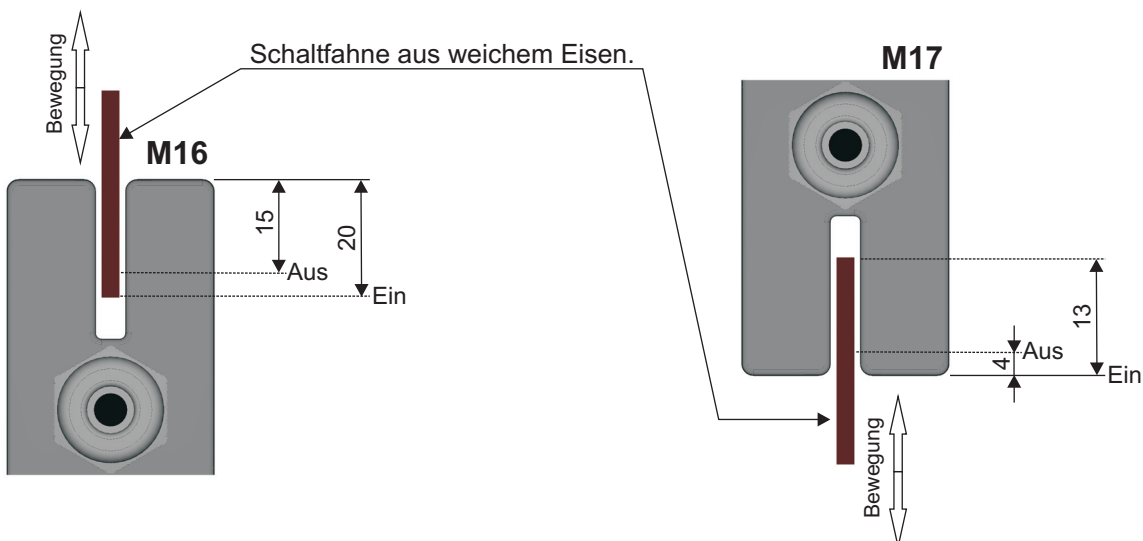 Bewegung
Schaltfahne aus weichem Eisen.
M16
15
20
Aus
Ein
M17
13
4
Aus
Ein
Bewegung